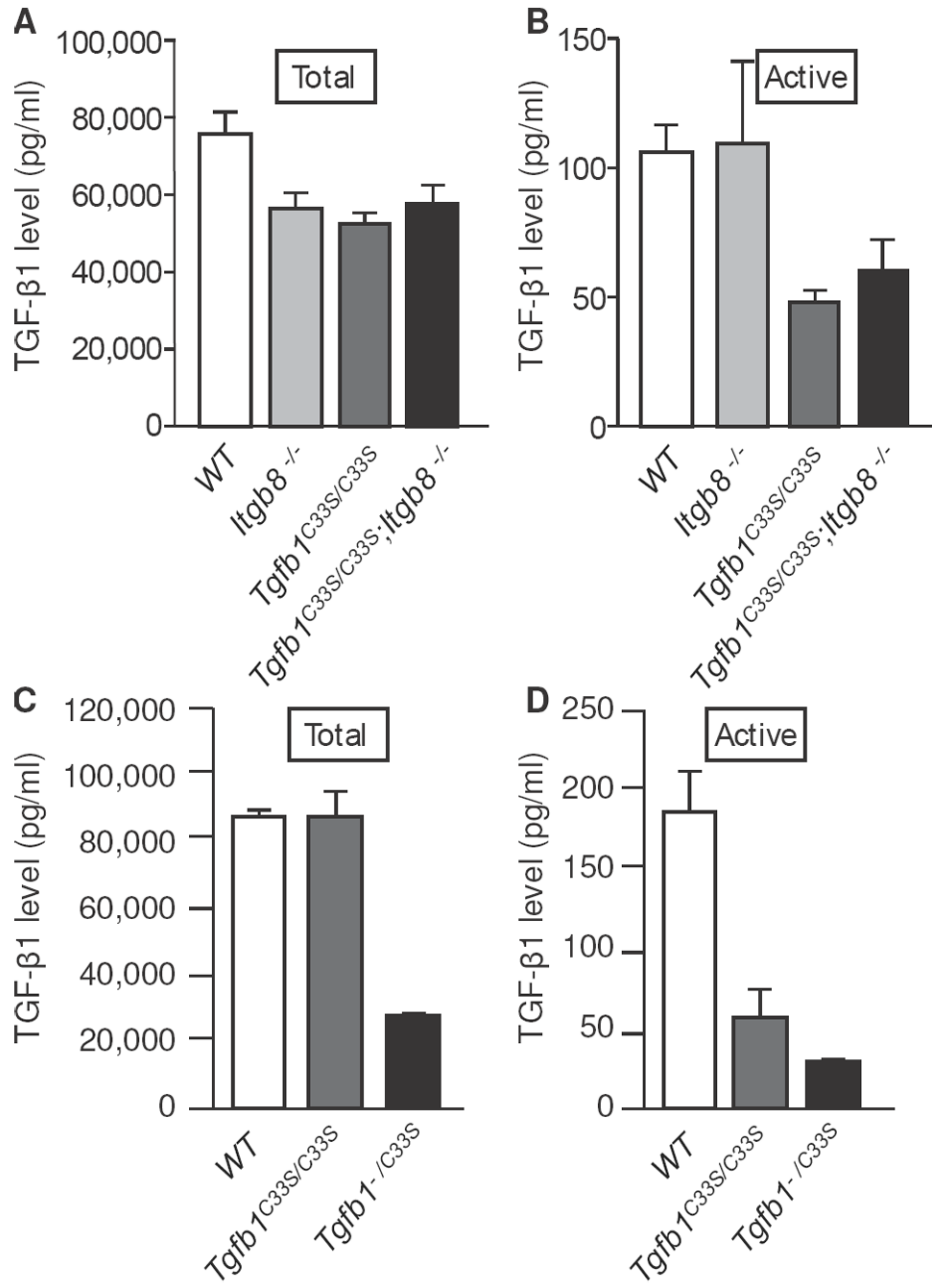 A
TGF-β1 level (pg/ml)
100,000
80,000
60,000
40,000
20,000
0
Total
WT
Itgb8 -/-
Tgfb1C33S/C33S
Tgfb1C33S/C33S;Itgb8 -/-
B
TGF-β1 level (pg/ml)
150
100
50
0
Active
WT
Itgb8 -/-
Tgfb1C33S/C33S
Tgfb1C33S/C33S;Itgb8 -/-
C
TGF-β1 level (pg/ml)
120,000
100,000
80,000
60,000
40,000
20,000
0
Total
WT
Tgfb1C33S/C33S
Tgfb1-/C33S
D
TGF-β1 level (pg/ml)
250
200
150
100
50
0
Active
WT
Tgfb1C33S/C33S
Tgfb1-/C33S